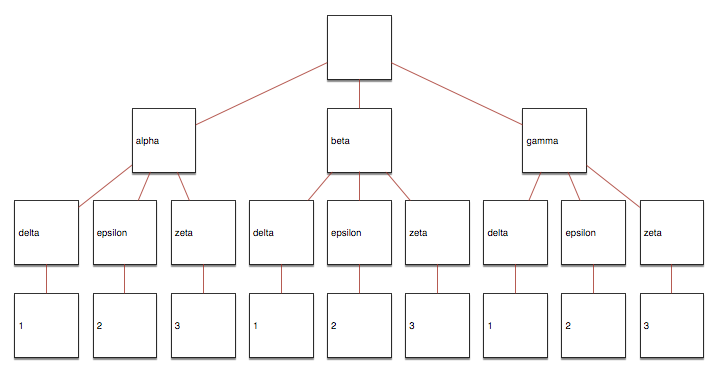 alpha
beta
gamma
delta
epsilon
zeta
delta
epsilon
zeta
delta
epsilon
zeta
1
2
3
1
2
3
1
2
3